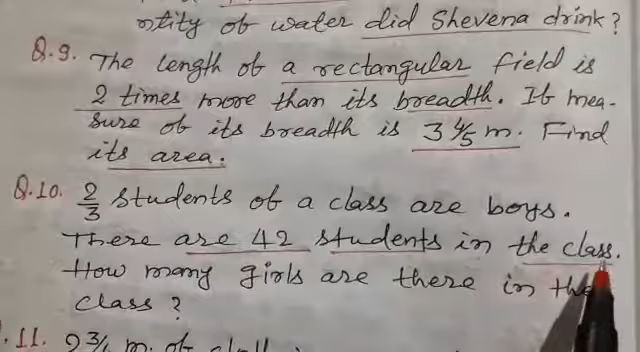 ntity of water did Shevena drink?
Q.9. The length of a rectangular field is
2 times more than its breadth. If mea-
sure of its breadth is 3 4/5 m. Find
its area.
Q.10. 2/3 students of a class are boys.
There are 42 students in the class.
How many girls are there in the
class?
.11. m. of